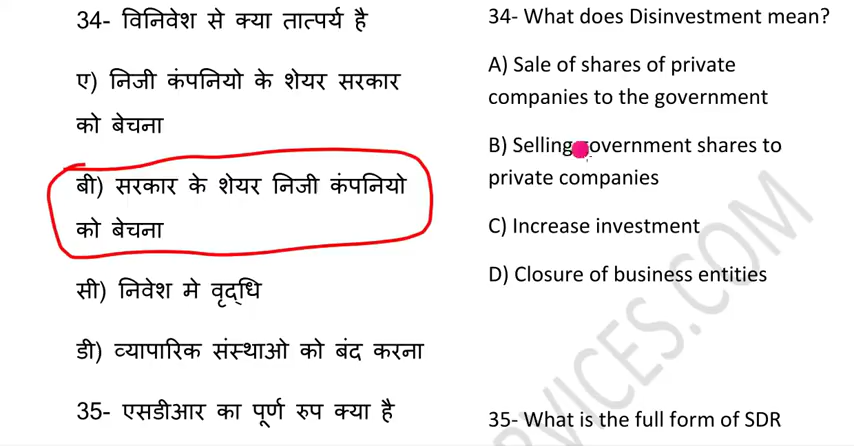 34- विनिवेश से क्या तात्पर्य है
ए) निजी कंपनियो के शेयर सरकार
को बेचना
बी) सरकार के शेयर निजी कंपनियो
को बेचना
सी) निवेश मे वृद्धि
डी) व्यापारिक संस्थाओ को बंद करना
35- एसडीआर का पूर्ण रुप क्या है
34- What does Disinvestment mean?
A) Sale of shares of private
companies to the government
B) Selling government shares to
private companies
C) Increase investment
D) Closure of business entities
35- What is the full form of SDR
RVICES.COM